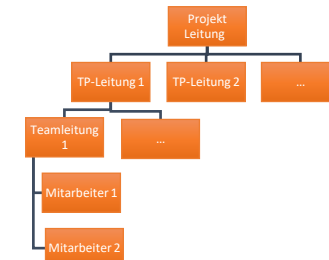 Projekt
Leitung
TP-Leitung 1
TP-Leitung 2
...
Teamleitung
1
...
Mitarbeiter 1
Mitarbeiter 2